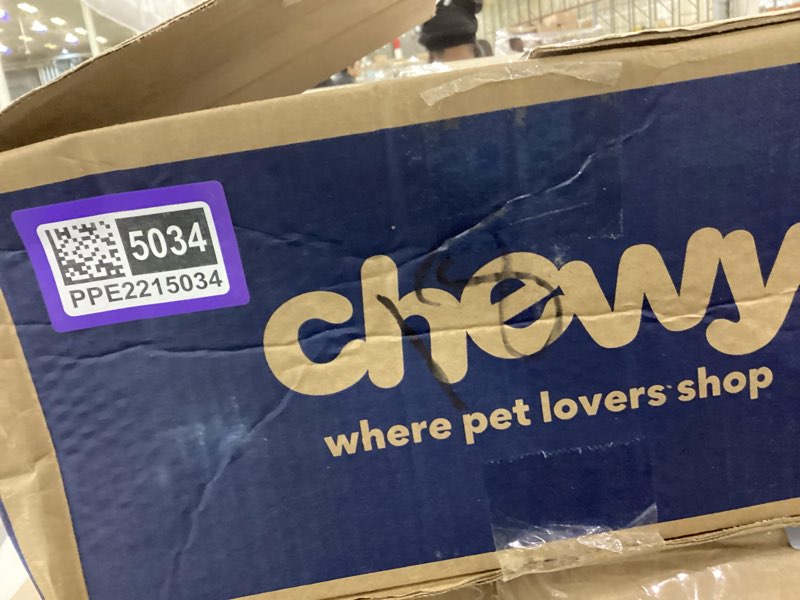 5034
PPE2215034
chewy
where pet lovers shop